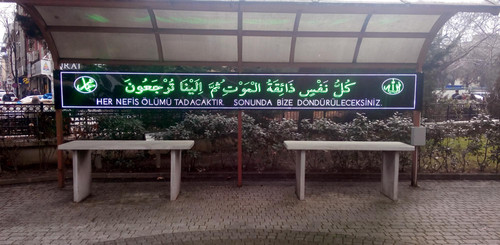 كُلُّ نَفْسٍ ذَائِقَةُ الْمَوْتِ ثُمَّ اِلَيْنَا تُرْجَعُونَ
HER NEFİS ÖLÜMÜ TADACAKTIR. SONUNDA BİZE DÖNDÜRÜLECEKSİNİZ.